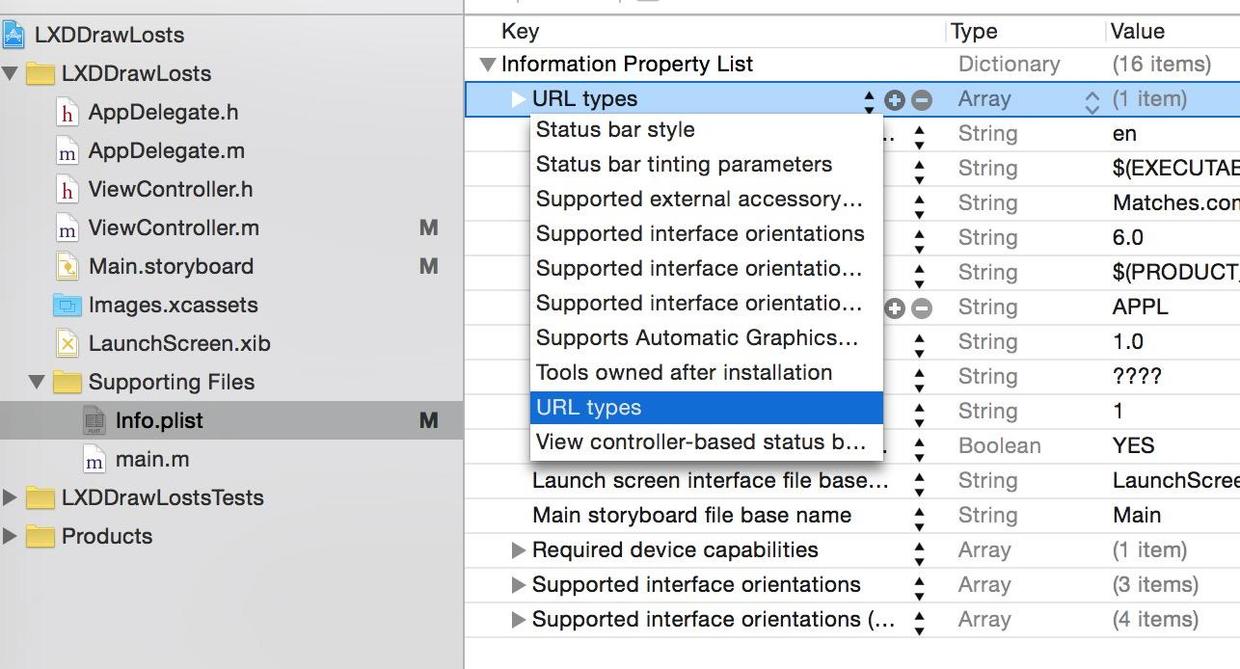 LXDDrawLosts
LXDDrawLosts
AppDelegate.h
AppDelegate.m
ViewController.h
ViewController.m M
Main.storyboard M
Images.xcassets
LaunchScreen.xib
Supporting Files
Info.plist M
main.m
LXDDrawLostsTests
Products
Key Type Value
Information Property List Dictionary (16 items)
URL types Array (1 item)
Status bar style
Status bar tinting parameters
Supported external accessory...
Supported interface orientations
Supported interface orientatio...
Supported interface orientatio...
Supports Automatic Graphics...
Tools owned after installation
URL types
View controller-based status b...
String en
String $(EXECUTAB
String Matches.con
String 6.0
String $(PRODUCT_
String APPL
String 1.0
String ????
String 1
Boolean YES
Launch screen interface file base... String LaunchScree
Main storyboard file base name String Main
Required device capabilities Array (1 item)
Supported interface orientations Array (3 items)
Supported interface orientations (... Array (4 items)